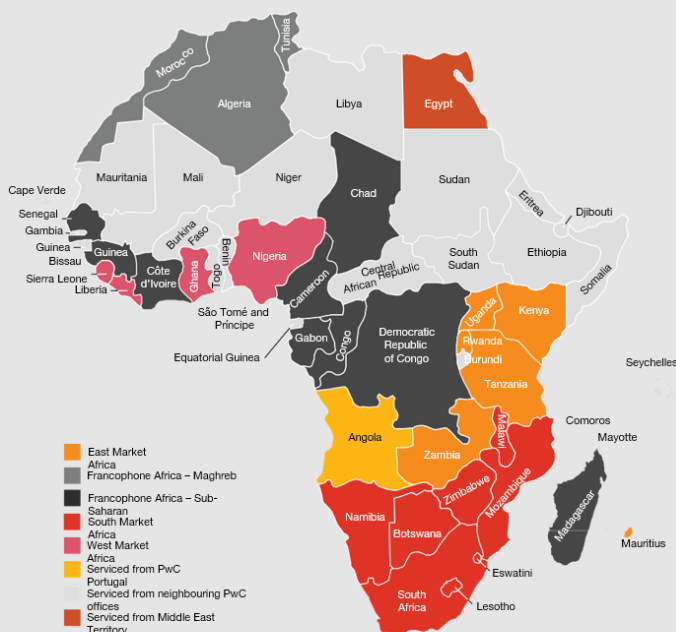 Tunisia
Morocco
Algeria
Libya
Egypt
Mauritania
Mali
Niger
Chad
Sudan
Eritrea
Djibouti
Cape Verde
Senegal
Gambia
Guinea
Bissau
Guinea
Sierra Leone
Liberia
Côte
d'Ivoire
Burkina
Faso
Ghana
Togo
Benin
Nigeria
Cameroon
Central
African Republic
South
Sudan
Ethiopia
Somalia
São Tomé and
Príncipe
Equatorial Guinea
Gabon
Congo
Democratic
Republic
of Congo
Uganda
Kenya
Rwanda
Burundi
Tanzania
Seychelles
Comoros
Mayotte
Angola
Zambia
Malawi
Mozambique
Zimbabwe
Namibia
Botswana
Madagascar
Mauritius
Eswatini
Lesotho
South
Africa
East Market
Africa
Francophone Africa – Maghreb
Francophone Africa – Sub-
Saharan
South Market
Africa
West Market
Africa
Serviced from PwC
Portugal
Serviced from neighbouring PwC
offices
Serviced from Middle East
Territory